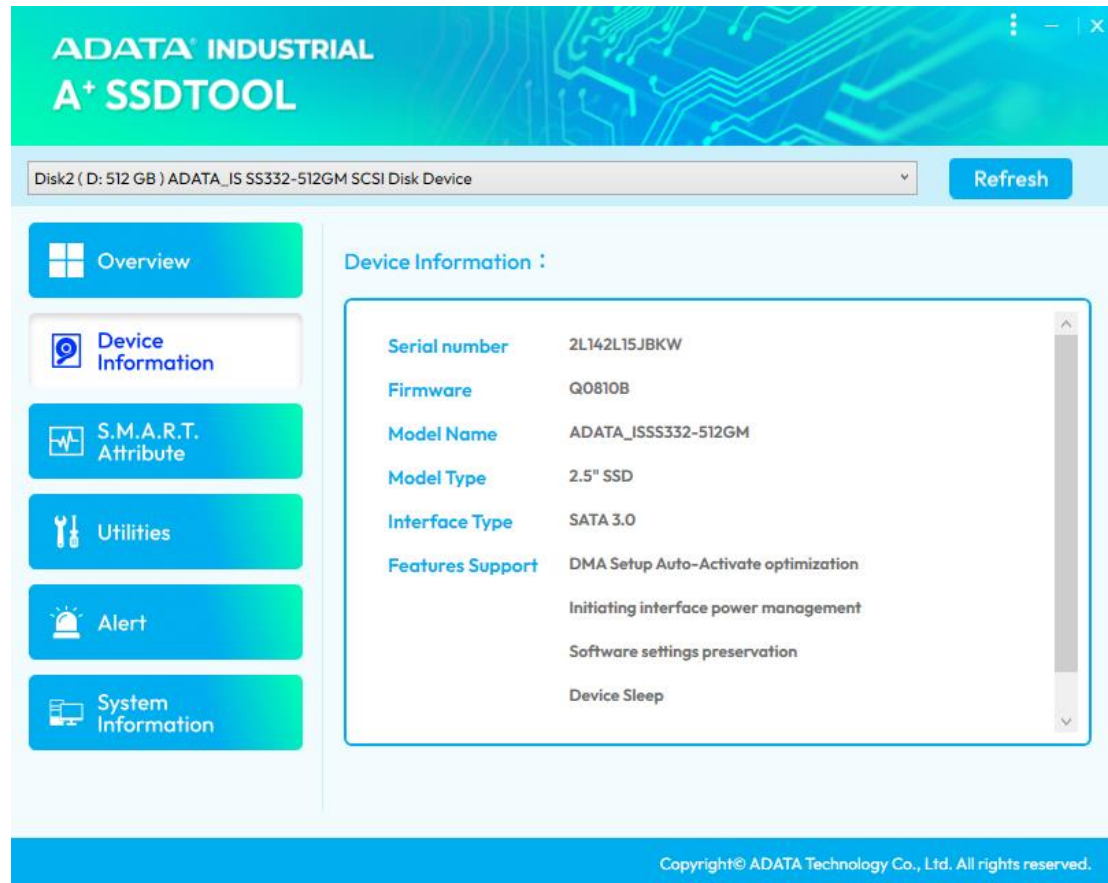 ADATA® INDUSTRIAL
A+ SSDTOOL
Disk2 ( D: 512 GB ) ADATA_IS SS332-512GM SCSI Disk Device
Refresh
Overview
Device
Information
S.M.A.R.T.
Attribute
Utilities
Alert
System
Information
Device Information :
Serial number 2L142L15JBKW
Firmware Q0810B
Model Name ADATA_ISSS332-512GM
Model Type 2.5" SSD
Interface Type SATA 3.0
Features Support DMA Setup Auto-Activate optimization
Initiating interface power management
Software settings preservation
Device Sleep
Copyright© ADATA Technology Co., Ltd. All rights reserved.